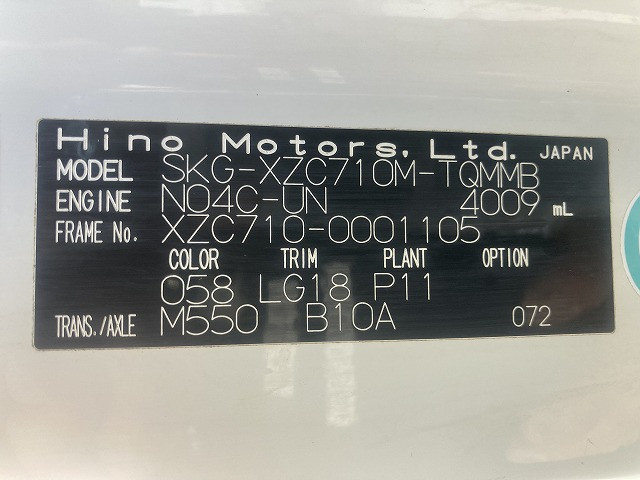 Hino Motors, Ltd. JAPAN
MODEL SKG-XZC710M-TQMMB
ENGINE N04C-UN 4009 mL
FRAME No. XZC710-0001105
COLOR TRIM PLANT OPTION
058 LG18 P11
TRANS./AXLE M550 B10A 072